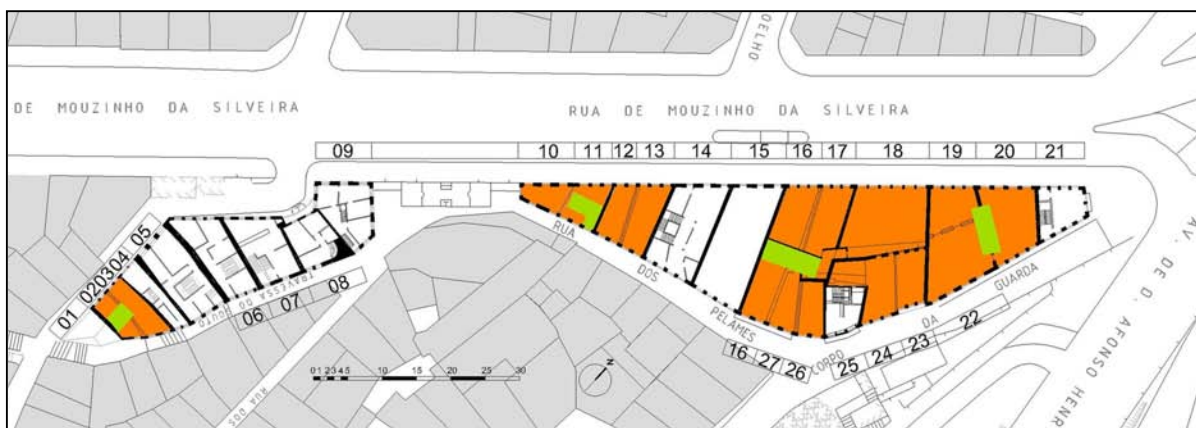 OELHO
DE MOUZINHO DA SILVEIRA
RUA DE MOUZINHO DA SILVEIRA
09
10 11 12 13 14 15 16 17 18 19 20 21
01 02 03 04 05
06 07 08
TRAVESSA DO SOUTO
RUA DOS PELAMES
CORPO DA GUARDA
16 27 26
25 24 23 22
AV. DE D. AFONSO HENR
RUA DOS
0 1 2 3 4 5 10 15 20 25 30
N